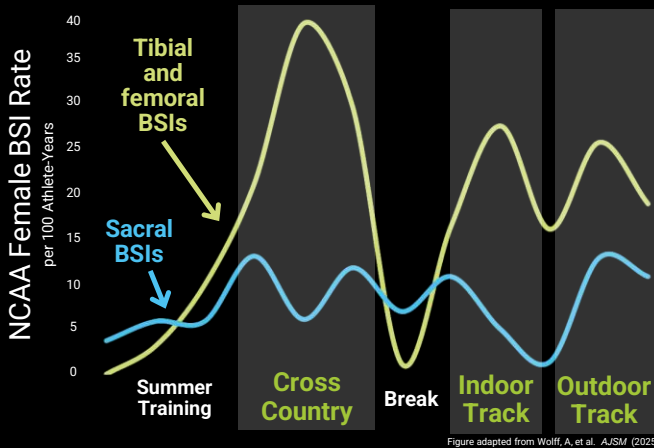 NCAA Female BSI Rate
per 100 Athlete-Years
40
35
30
25
20
15
10
5
0
Tibial
and
femoral
BSIs
Sacral
BSIs
Summer
Training
Cross
Country
Break
Indoor
Track
Outdoor
Track
Figure adapted from Wolff, A, et al. AJSM (2025